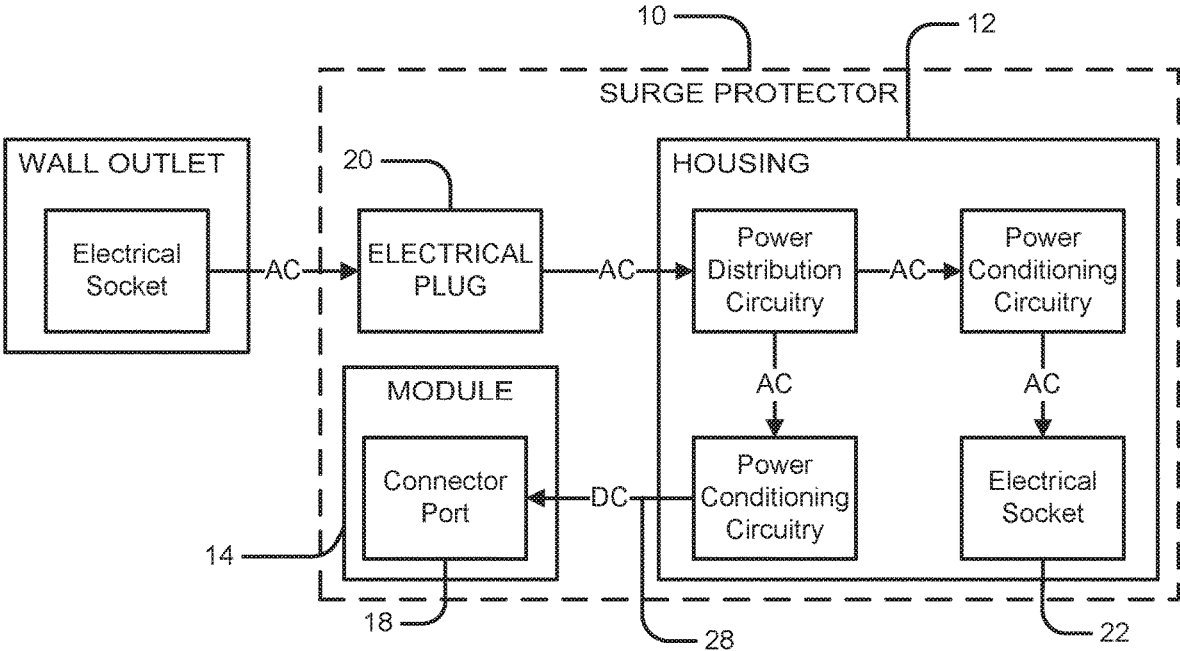 10
12
SURGE PROTECTOR
WALL OUTLET
20
HOUSING
Electrical
Socket
AC
ELECTRICAL
PLUG
AC
Power
Distribution
Circuitry
AC
Power
Conditioning
Circuitry
AC
AC
MODULE
Connector
Port
DC
Power
Conditioning
Circuitry
Electrical
Socket
14
18
28
22